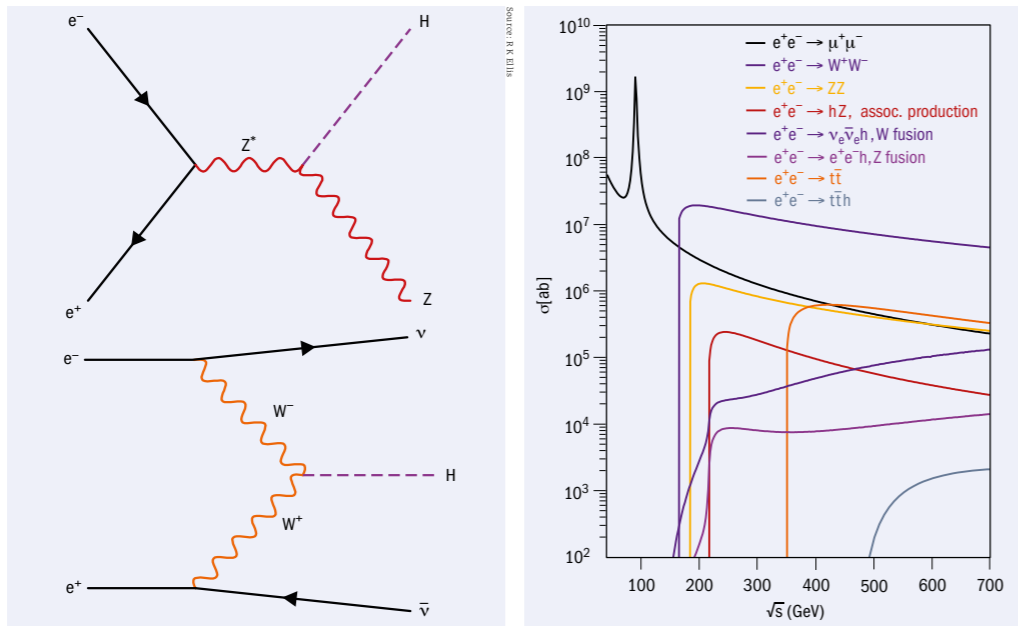 e⁻
H
Z*
e⁺
Z
e⁻
ν
W⁻
H
W⁺
e⁺
ν̅
Source: R K Ellis
10¹⁰
10⁹
10⁸
10⁷
10⁶
10⁵
10⁴
10³
10²
σ[ab]
e⁺e⁻ → μ⁺μ⁻
e⁺e⁻ → W⁺W⁻
e⁺e⁻ → ZZ
e⁺e⁻ → hZ, assoc. production
e⁺e⁻ → νₑν̅ₑh, W fusion
e⁺e⁻ → e⁺e⁻h, Z fusion
e⁺e⁻ → tt̅
e⁺e⁻ → tt̅h
100 200 300 400 500 600 700
√s (GeV)